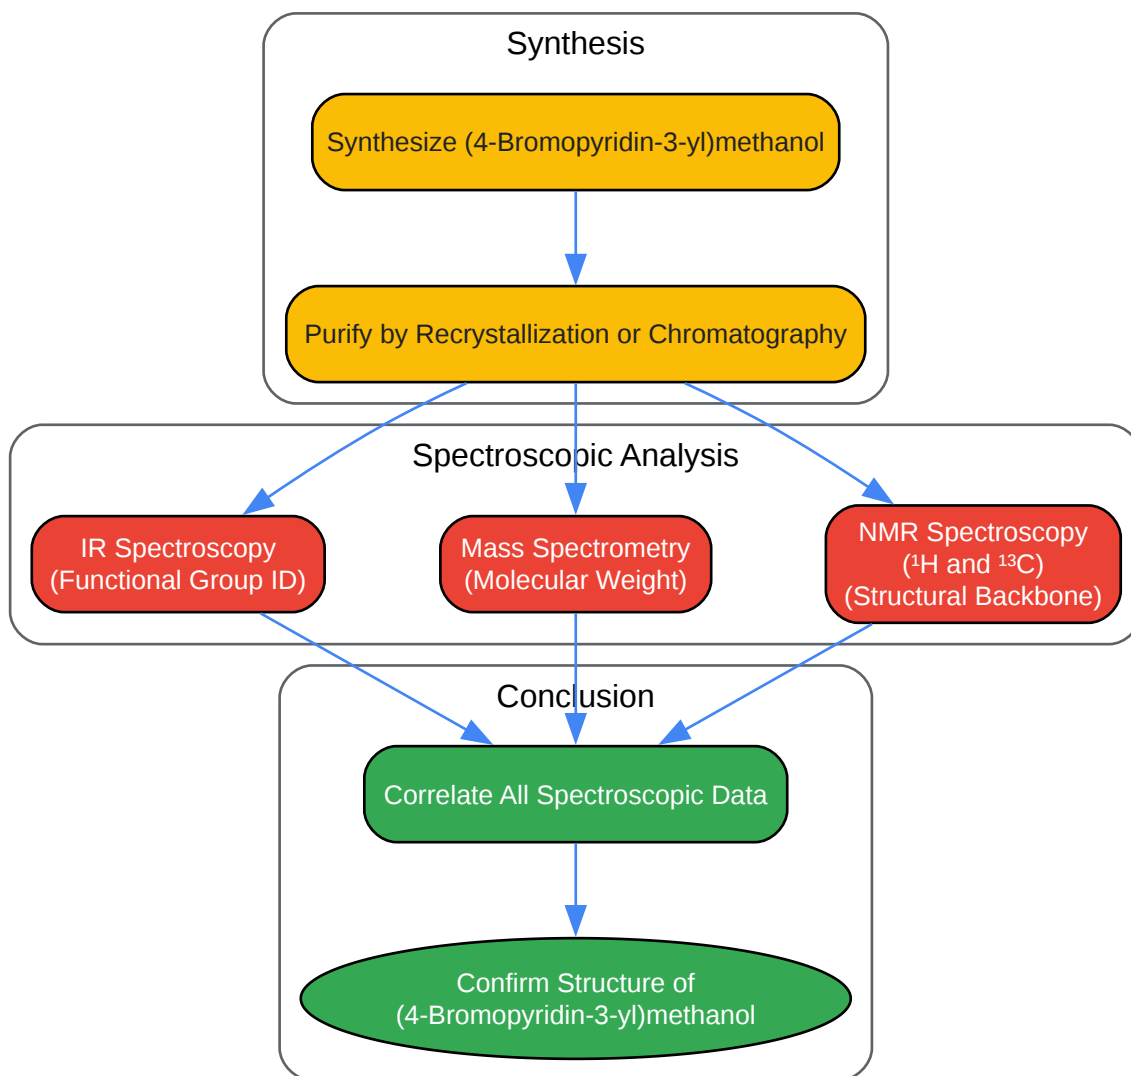 Synthesis
Synthesize (4-Bromopyridin-3-yl)methanol
Purify by Recrystallization or Chromatography
Spectroscopic Analysis
IR Spectroscopy
(Functional Group ID)
Mass Spectrometry
(Molecular Weight)
NMR Spectroscopy
(¹H and ¹³C)
(Structural Backbone)
Conclusion
Correlate All Spectroscopic Data
Confirm Structure of
(4-Bromopyridin-3-yl)methanol